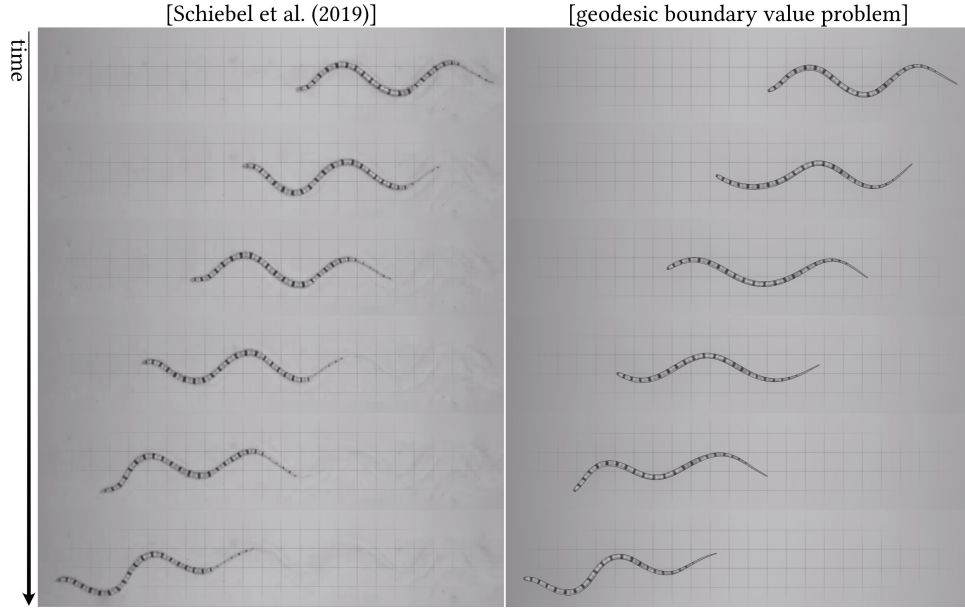 [Schiebel et al. (2019)]
[geodesic boundary value problem]
time